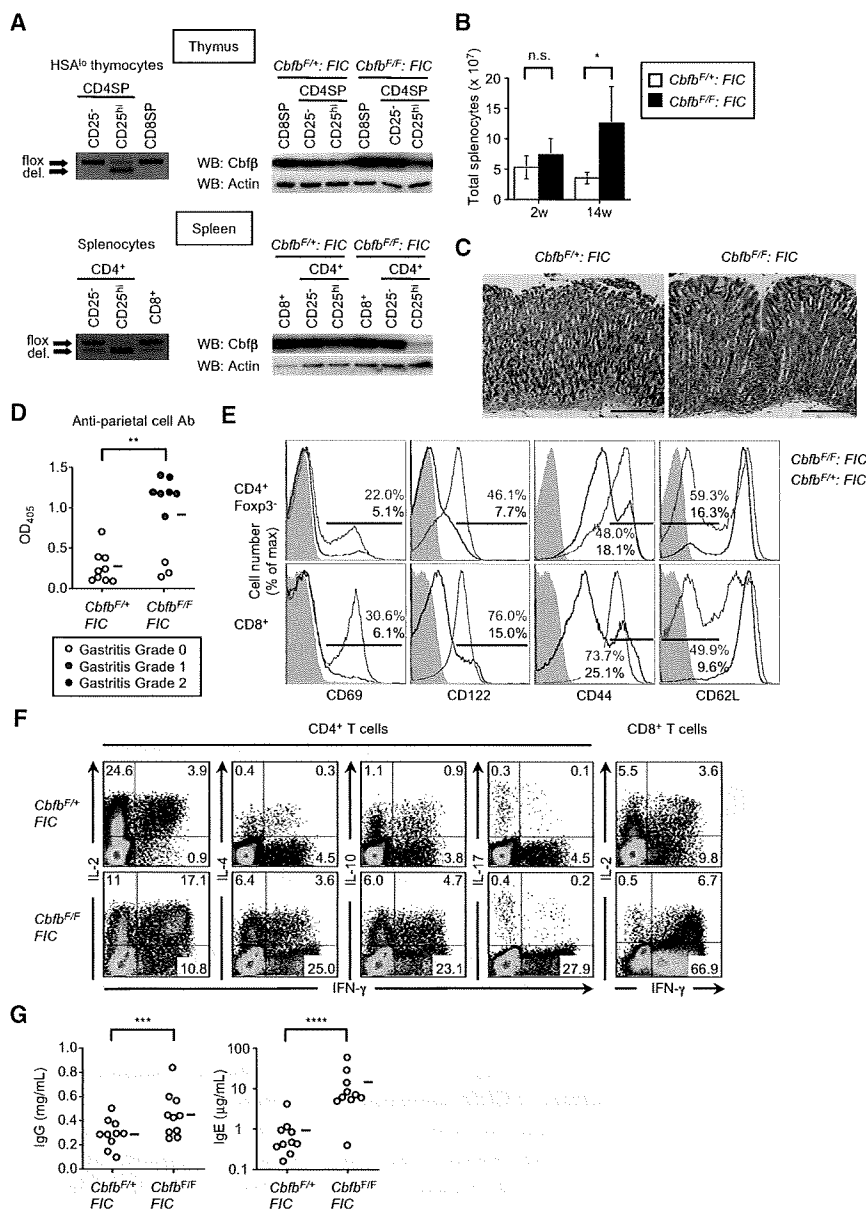 A
Thymus
HSAlo thymocytes
CD4SP
CD25-
CD25hi
CD8SP
flox
del.
CbfbF/+: FIC CbfbF/F: FIC
CD4SP CD4SP
CD8SP CD25- CD25hi CD8SP CD25- CD25hi
WB: Cbfβ
WB: Actin
Spleen
Splenocytes
CD4+
CD25-
CD25hi
CD8+
flox
del.
CbfbF/+: FIC CbfbF/F: FIC
CD4+ CD4+
CD8+ CD25- CD25hi CD8+ CD25- CD25hi
WB: Cbfβ
WB: Actin
B
Total splenocytes (x 10⁷)
20
15
10
5
0
n.s. *
2w 14w
CbfbF/+: FIC
CbfbF/F: FIC
C
CbfbF/+: FIC CbfbF/F: FIC
D
Anti-parietal cell Ab
**
OD405
1.5
1.0
0.5
0.0
CbfbF/+ CbfbF/F
FIC FIC
Gastritis Grade 0
Gastritis Grade 1
Gastritis Grade 2
E
CbfbF/F: FIC
CbfbF/+: FIC
Cell number
(% of max)
CD4+
Foxp3-
22.0% 46.1% 48.0% 59.3%
5.1% 7.7% 18.1% 16.3%
CD8+
30.6% 76.0% 73.7% 49.9%
6.1% 15.0% 25.1% 9.6%
CD69 CD122 CD44 CD62L
F
CD4+ T cells CD8+ T cells
CbfbF/+
FIC
24.6 3.9 0.4 0.3 1.1 0.9 0.3 0.1 5.5 3.6
0.9 4.5 3.8 4.5 9.8
IL-2 IL-4 IL-10 IL-17 IL-2
CbfbF/F
FIC
11 17.1 6.4 3.6 6.0 4.7 0.4 0.2 0.5 6.7
10.8 25.0 23.1 27.9 66.9
IFN-γ IFN-γ
G
***
IgG (mg/mL)
1.0
0.8
0.6
0.4
0.2
0.0
CbfbF/+ CbfbF/F
FIC FIC
****
IgE (μg/mL)
100
10
1
0.1
CbfbF/+ CbfbF/F
FIC FIC